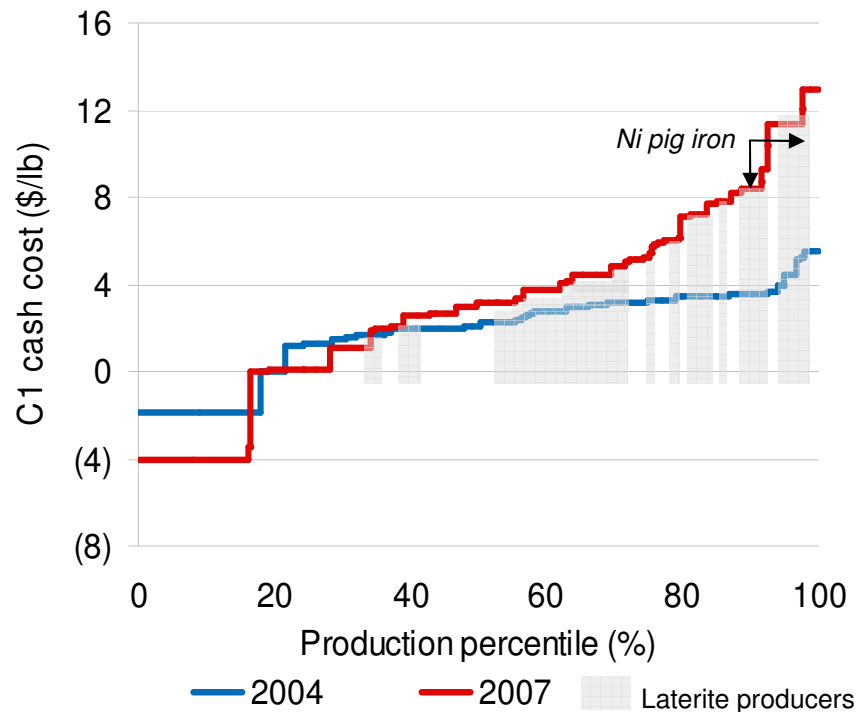 16
12
8
4
0
(4)
(8)
C1 cash cost ($/lb)
Ni pig iron
0 20 40 60 80 100
Production percentile (%)
2004 2007 Laterite producers